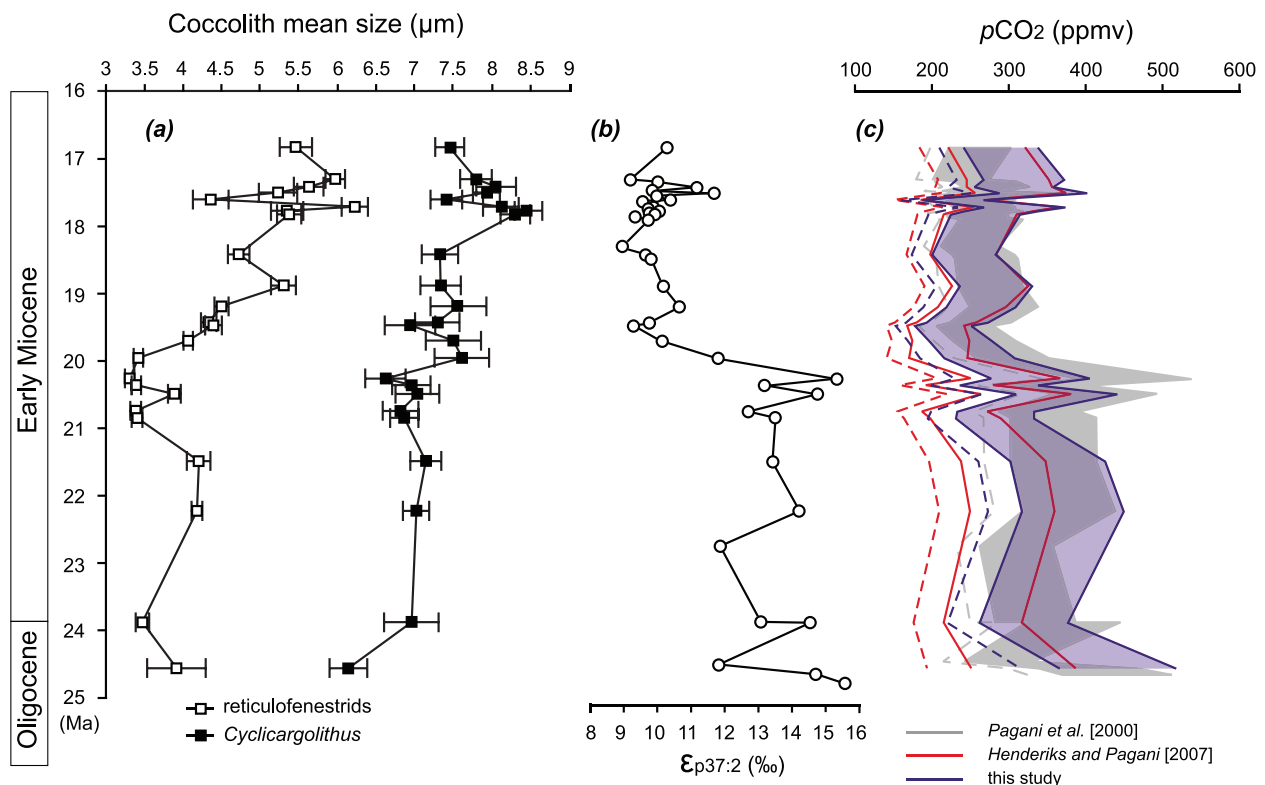 Coccolith mean size (µm)
3 3.5 4 4.5 5 5.5 6 6.5 7 7.5 8 8.5 9
pCO2 (ppmv)
100 200 300 400 500 600
(a)
(b)
(c)
16
17
18
19
20
21
22
23
24
25
(Ma)
Early Miocene
Oligocene
reticulofenestrids
Cyclicargolithus
8 9 10 11 12 13 14 15 16
εp37:2 (‰)
Pagani et al. [2000]
Henderiks and Pagani [2007]
this study